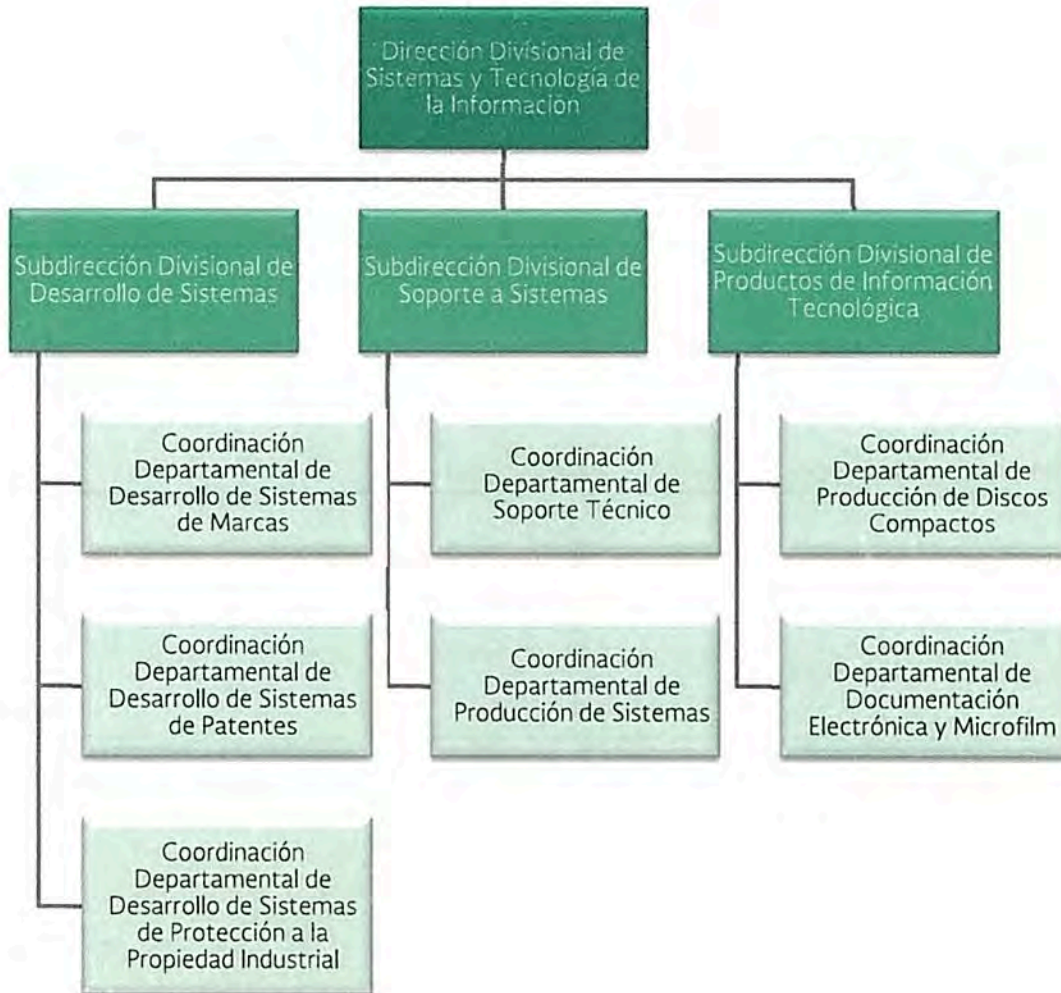 Dirección Divisional de
Sistemas y Tecnología de
la Información
Subdirección Divisional de
Desarrollo de Sistemas
Subdirección Divisional de
Soporte a Sistemas
Subdirección Divisional de
Productos de Información
Tecnológica
Coordinación
Departamental de
Desarrollo de Sistemas
de Marcas
Coordinación
Departamental de
Soporte Técnico
Coordinación
Departamental de
Producción de Discos
Compactos
Coordinación
Departamental de
Desarrollo de Sistemas
de Patentes
Coordinación
Departamental de
Producción de Sistemas
Coordinación
Departamental de
Documentación
Electrónica y Microfilm
Coordinación
Departamental de
Desarrollo de Sistemas
de Protección a la
Propiedad Industrial